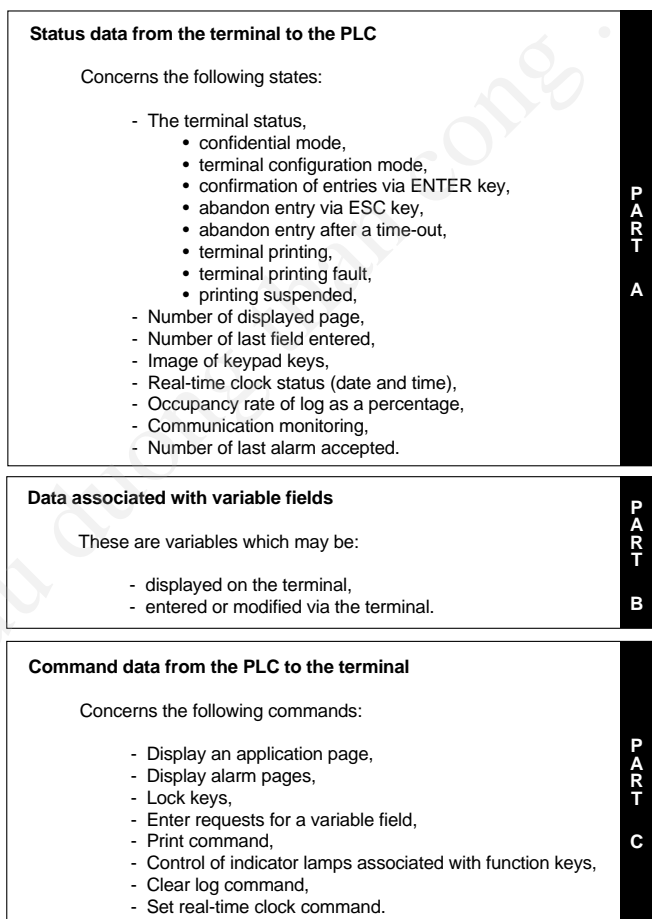 Status data from the terminal to the PLC
Concerns the following states:
- The terminal status,
• confidential mode,
• terminal configuration mode,
• confirmation of entries via ENTER key,
• abandon entry via ESC key,
• abandon entry after a time-out,
• terminal printing,
• terminal printing fault,
• printing suspended,
- Number of displayed page,
- Number of last field entered,
- Image of keypad keys,
- Real-time clock status (date and time),
- Occupancy rate of log as a percentage,
- Communication monitoring,
- Number of last alarm accepted.
PART A
Data associated with variable fields
These are variables which may be:
- displayed on the terminal,
- entered or modified via the terminal.
PART B
Command data from the PLC to the terminal
Concerns the following commands:
- Display an application page,
- Display alarm pages,
- Lock keys,
- Enter requests for a variable field,
- Print command,
- Control of indicator lamps associated with function keys,
- Clear log command,
- Set real-time clock command.
PART C